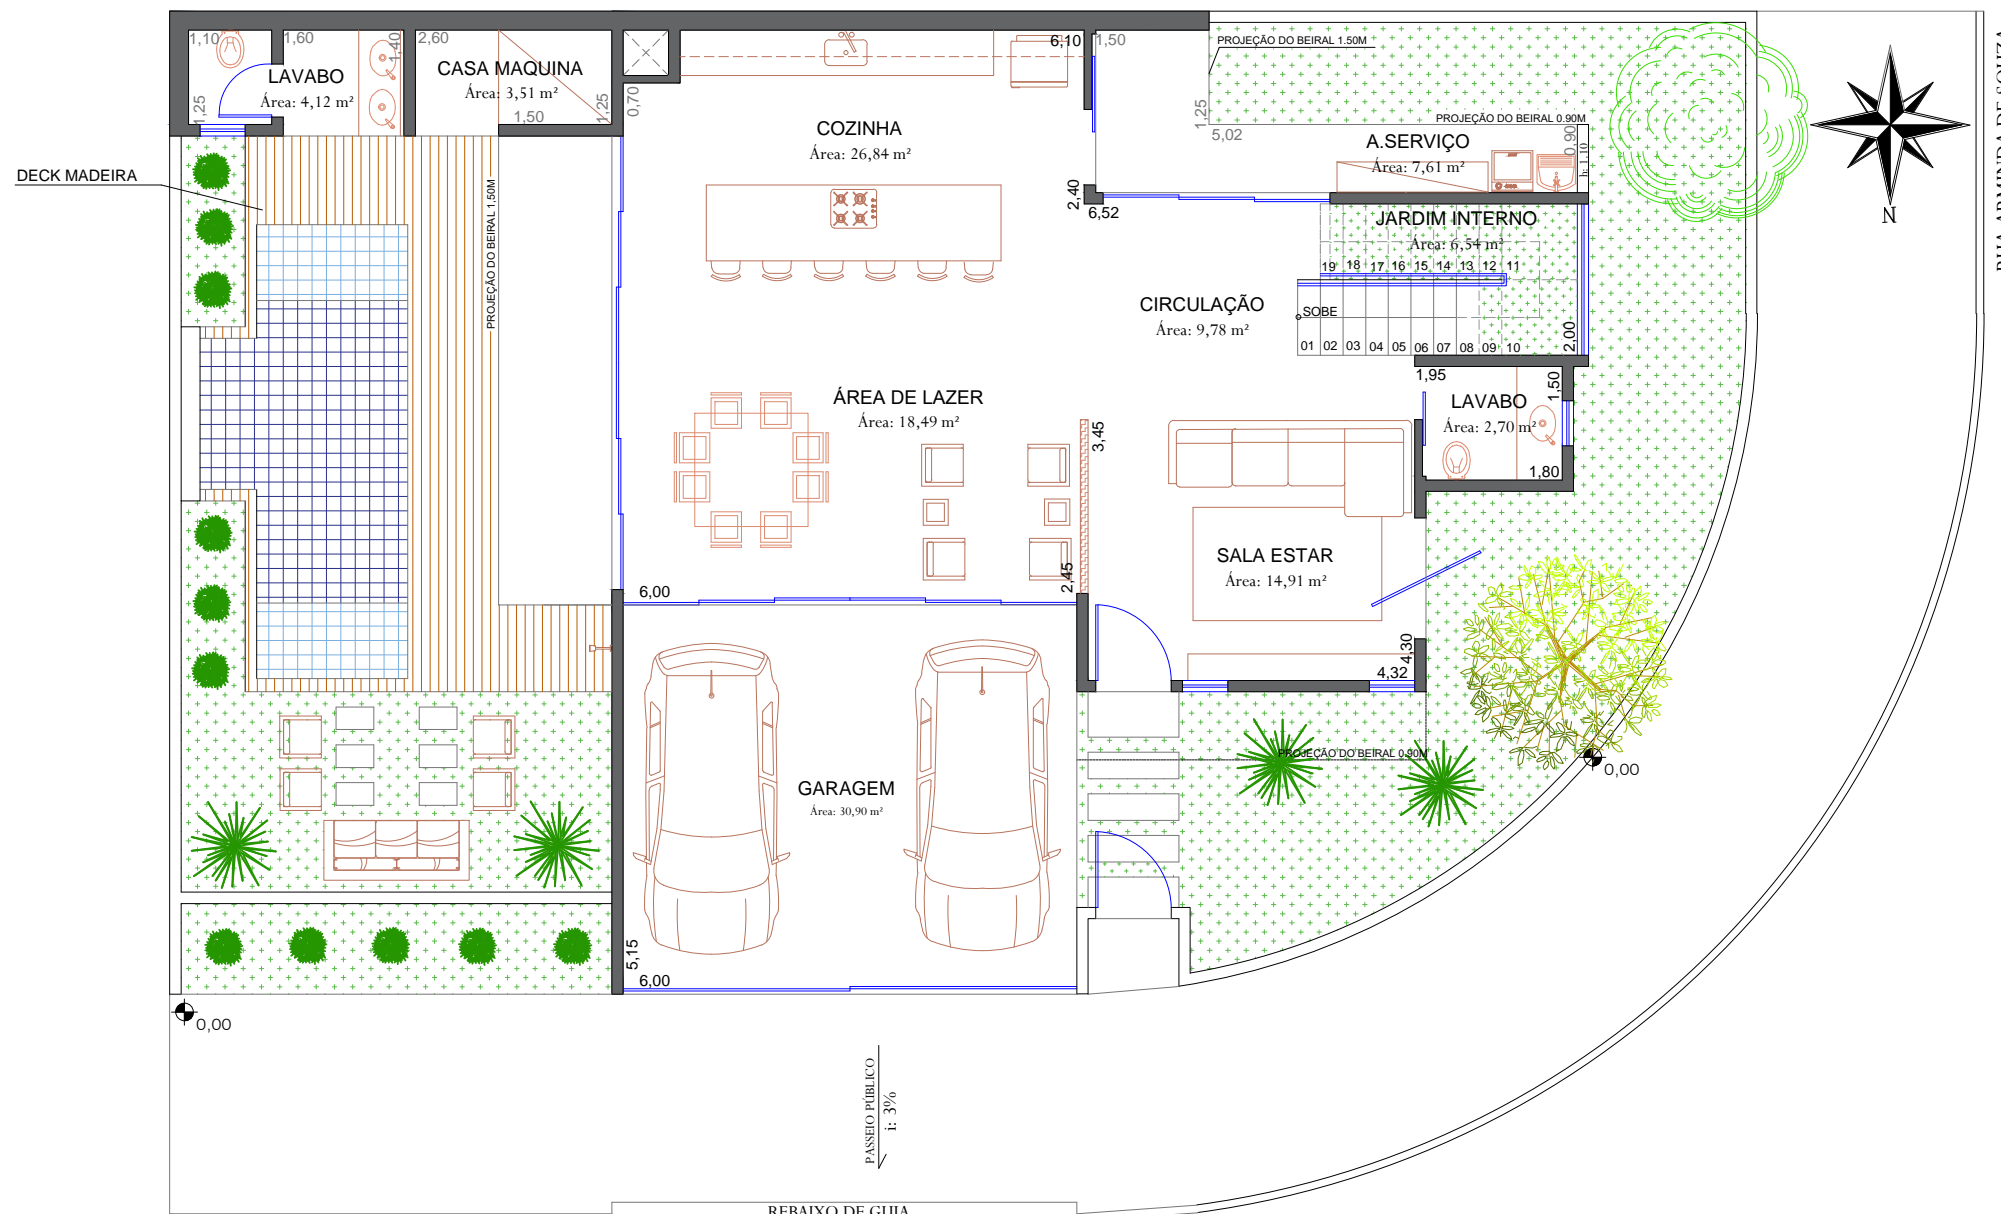 1,10
1,60
1,40
2,60
6,10
1,50
PROJEÇÃO DO BEIRAL 1.50M
LAVABO
Área: 4,12 m²
1,25
CASA MAQUINA
Área: 3,51 m²
1,50
1,25
0,70
COZINHA
Área: 26,84 m²
1,25
5,02
PROJEÇÃO DO BEIRAL 0.90M
A.SERVIÇO
Área: 7,61 m²
0,90
h: 1,10
N
DECK MADEIRA
PROJEÇÃO DO BEIRAL 1,50M
2,40
6,52
JARDIM INTERNO
Área: 6,54 m²
19 18 17 16 15 14 13 12 11
CIRCULAÇÃO
Área: 9,78 m²
SOBE
01 02 03 04 05 06 07 08 09 10
2,00
1,95
1,50
LAVABO
Área: 2,70 m²
1,80
ÁREA DE LAZER
Área: 18,49 m²
3,45
SALA ESTAR
Área: 14,91 m²
2,45
6,00
4,30
4,32
PROJEÇÃO DO BEIRAL 0.90M
0,00
GARAGEM
Área: 30,90 m²
5,15
6,00
0,00
PASSEIO PÚBLICO
i: 3%
REBAIXO DE GUIA
RUA ARMINDA DE SOUZA